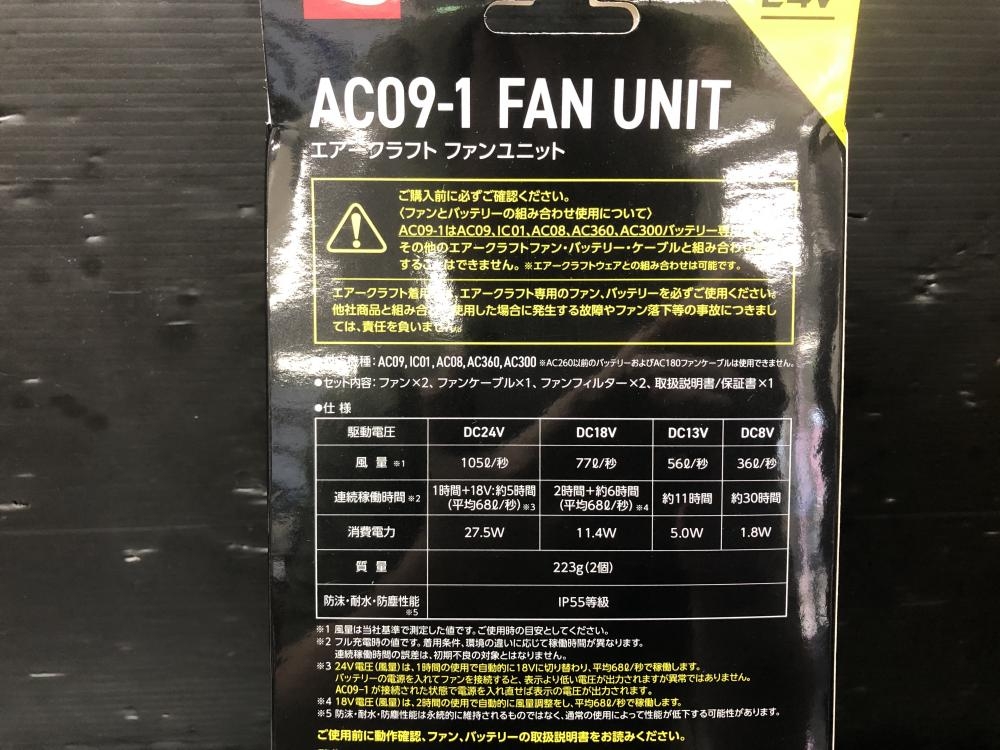 24V
AC09-1 FAN UNIT
エアークラフト ファンユニット
ご購入前に必ずご確認ください。
〈ファンとバッテリーの組み合わせ使用について〉
AC09-1はAC09、IC01、AC08、AC360、AC300バッテリー専
その他のエアークラフトファン・バッテリー・ケーブルと組み合わせ
することはできません。※エアークラフトウェアとの組み合わせは可能です。
エアークラフト着用 、エアークラフト専用のファン、バッテリーを必ずご使用ください。
他社商品と組み合 使用した場合に発生する故障やファン落下等の事故につきまし
ては、責任を負いません。
機種：AC09, IC01, AC08, AC360, AC300 ※AC260以前のバッテリーおよびAC180ファンケーブルは使用できません。
●セット内容：ファン×2、ファンケーブル×1、ファンフィルター×2、取扱説明書/保証書×1
●仕様
駆動電圧 DC24V DC18V DC13V DC8V
風量 ※1 105ℓ/秒 77ℓ/秒 56ℓ/秒 36ℓ/秒
連続稼働時間 ※2 1時間+18V:約5時間 (平均68ℓ/秒)※3 2時間+約6時間 (平均68ℓ/秒)※4 約11時間 約30時間
消費電力 27.5W 11.4W 5.0W 1.8W
質量 223g(2個)
防沫・耐水・防塵性能 ※5 IP55等級
※1 風量は当社基準で測定した値です。ご使用時の目安としてください。
※2 フル充電時の値です。着用条件、環境の違いに応じて稼働時間が異なります。
連続稼働時間の誤差は、初期不良の対象とはなりません。
※3 24V電圧(風量)は、1時間の使用で自動的に18Vに切り替わり、平均68ℓ/秒で稼働します。
バッテリーの電源を入れてファンを接続すると、表示より低い電圧が出力されますが異常ではありません。
AC09-1が接続された状態で電源を入れ直せば表示の電圧が出力されます。
※4 18V電圧(風量)は、2時間の使用で自動的に風量調整をし、平均68ℓ/秒で稼働します。
※5 防沫・耐水・防塵性能は永続的に維持されるものではなく、通常の使用によって性能が低下する可能性があります。
ご使用前に動作確認、ファン、バッテリーの取扱説明書をお読みください。